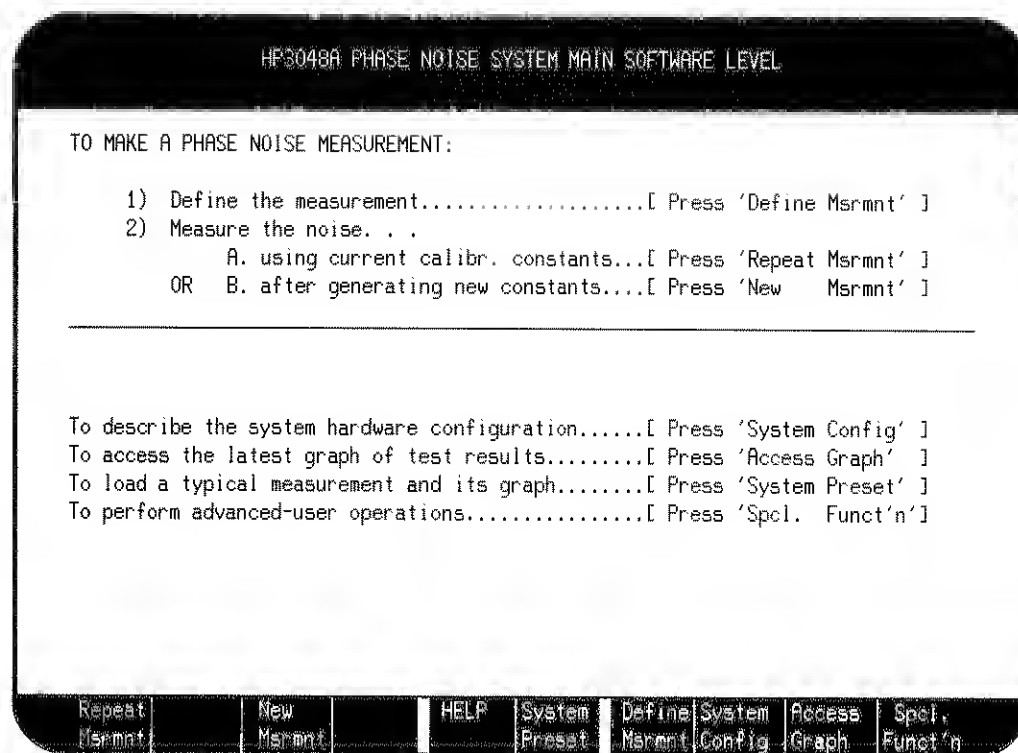 HP3048A PHASE NOISE SYSTEM MAIN SOFTWARE LEVEL
TO MAKE A PHASE NOISE MEASUREMENT:
1) Define the measurement....................[ Press 'Define Msrmnt' ]
2) Measure the noise. . .
A. using current calibr. constants...[ Press 'Repeat Msrmnt' ]
OR B. after generating new constants....[ Press 'New Msrmnt' ]
To describe the system hardware configuration......[ Press 'System Config' ]
To access the latest graph of test results.........[ Press 'Access Graph' ]
To load a typical measurement and its graph........[ Press 'System Preset' ]
To perform advanced-user operations................[ Press 'Spcl. Funct'n']
Repeat New HELP System Define System Access Spcl.
Msrmnt Msrmnt Preset Msrmnt Config Graph Funct'n